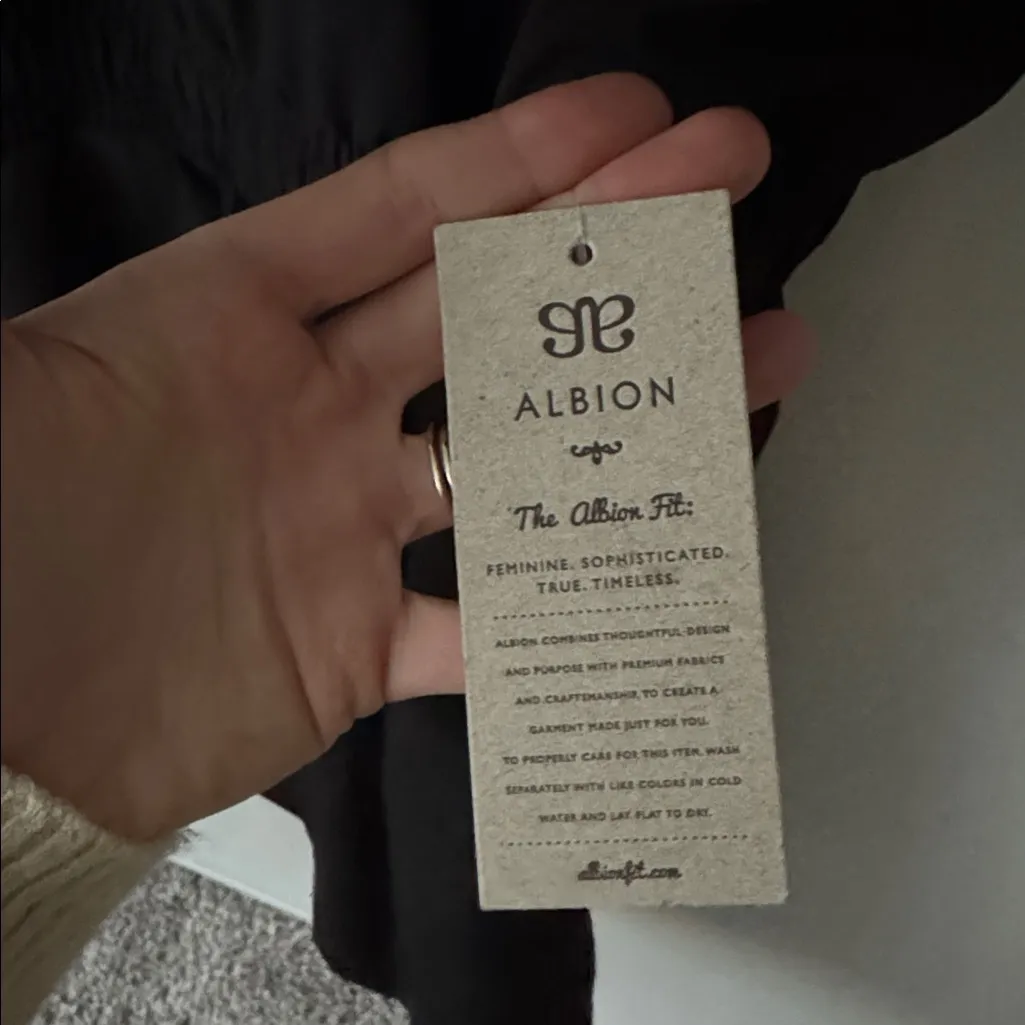 ALBION
The Albion Fit:
FEMININE. SOPHISTICATED.
TRUE. TIMELESS.
ALBION COMBINES THOUGHTFUL DESIGN
AND PURPOSE WITH PREMIUM FABRICS
AND CRAFTSMANSHIP, TO CREATE A
GARMENT MADE JUST FOR YOU.
TO PROPERLY CARE FOR THIS ITEM, WASH
SEPARATELY WITH LIKE COLORS IN COLD
WATER AND LAY FLAT TO DRY.
albionfit.com